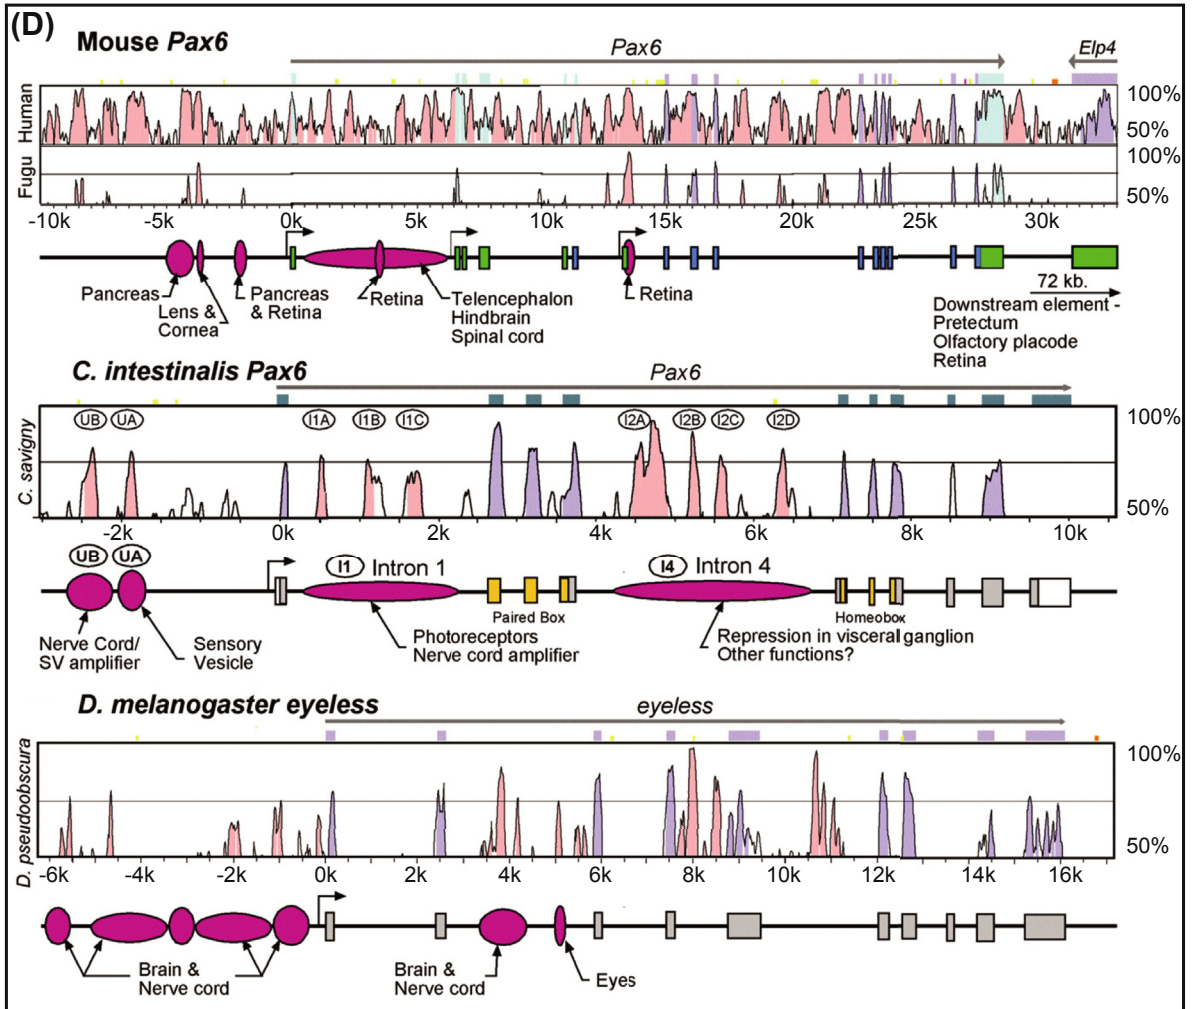 (D)
Mouse Pax6
Pax6
Elp4
Human
100%
50%
Fugu
100%
50%
-10k -5k 0k 5k 10k 15k 20k 25k 30k
Pancreas
Lens &
Cornea
Pancreas
& Retina
Retina
Telencephalon
Hindbrain
Spinal cord
Retina
72 kb.
Downstream element -
Pretectum
Olfactory placode
Retina
C. intestinalis Pax6
Pax6
C. savigny
UB UA I1A I1B I1C I2A I2B I2C I2D
100%
50%
-2k 0k 2k 4k 6k 8k 10k
UB UA
I1 Intron 1
I4 Intron 4
Paired Box
Homeobox
Nerve Cord/
SV amplifier
Sensory
Vesicle
Photoreceptors
Nerve cord amplifier
Repression in visceral ganglion
Other functions?
D. melanogaster eyeless
eyeless
D. pseudoobscura
100%
50%
-6k -4k -2k 0k 2k 4k 6k 8k 10k 12k 14k 16k
Brain &
Nerve cord
Brain &
Nerve cord
Eyes